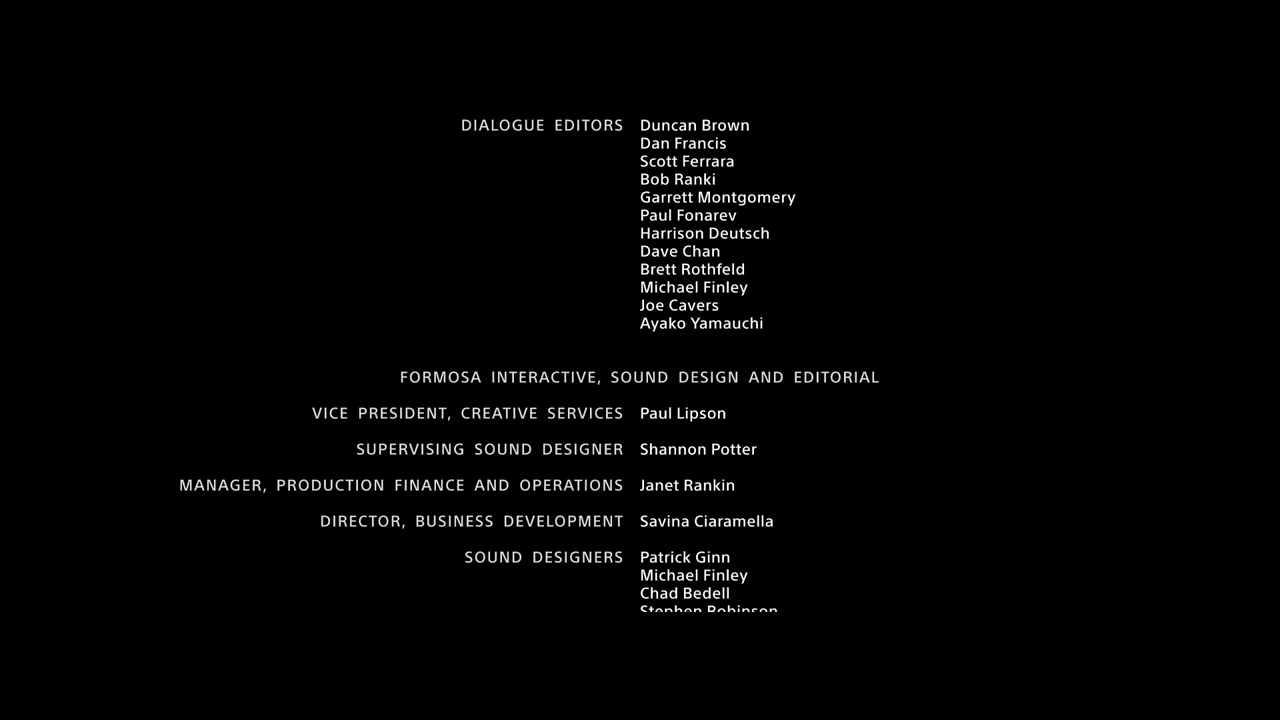 DIALOGUE EDITORS Duncan Brown
Dan Francis
Scott Ferrara
Bob Ranki
Garrett Montgomery
Paul Fonarev
Harrison Deutsch
Dave Chan
Brett Rothfeld
Michael Finley
Joe Cavers
Ayako Yamauchi
FORMOSA INTERACTIVE, SOUND DESIGN AND EDITORIAL
VICE PRESIDENT, CREATIVE SERVICES Paul Lipson
SUPERVISING SOUND DESIGNER Shannon Potter
MANAGER, PRODUCTION FINANCE AND OPERATIONS Janet Rankin
DIRECTOR, BUSINESS DEVELOPMENT Savina Ciaramella
SOUND DESIGNERS Patrick Ginn
Michael Finley
Chad Bedell
Stephen Robinson